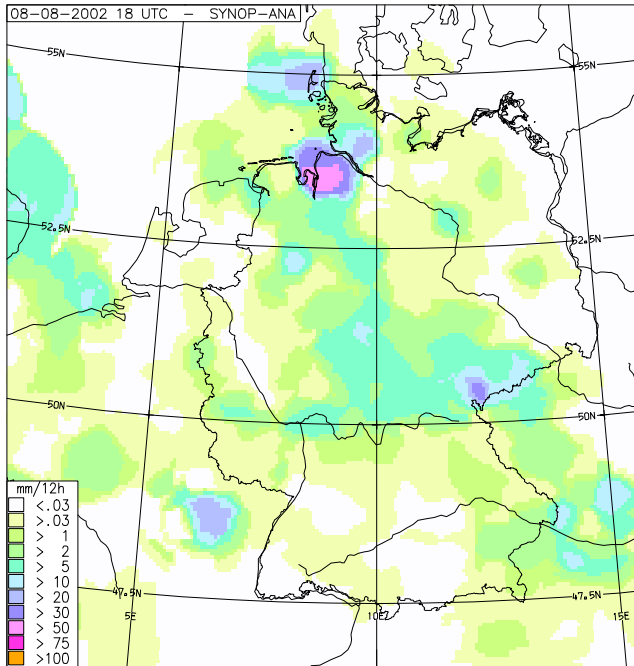 08-08-2002 18 UTC - SYNOP-ANA
55N
55N
52.5N
52.5N
50N
50N
mm/12h
<.03
>.03
> 1
> 2
> 5
> 10
> 20
> 30
> 50
> 75
>100
47.5N
47.5N
5E
10E
15E